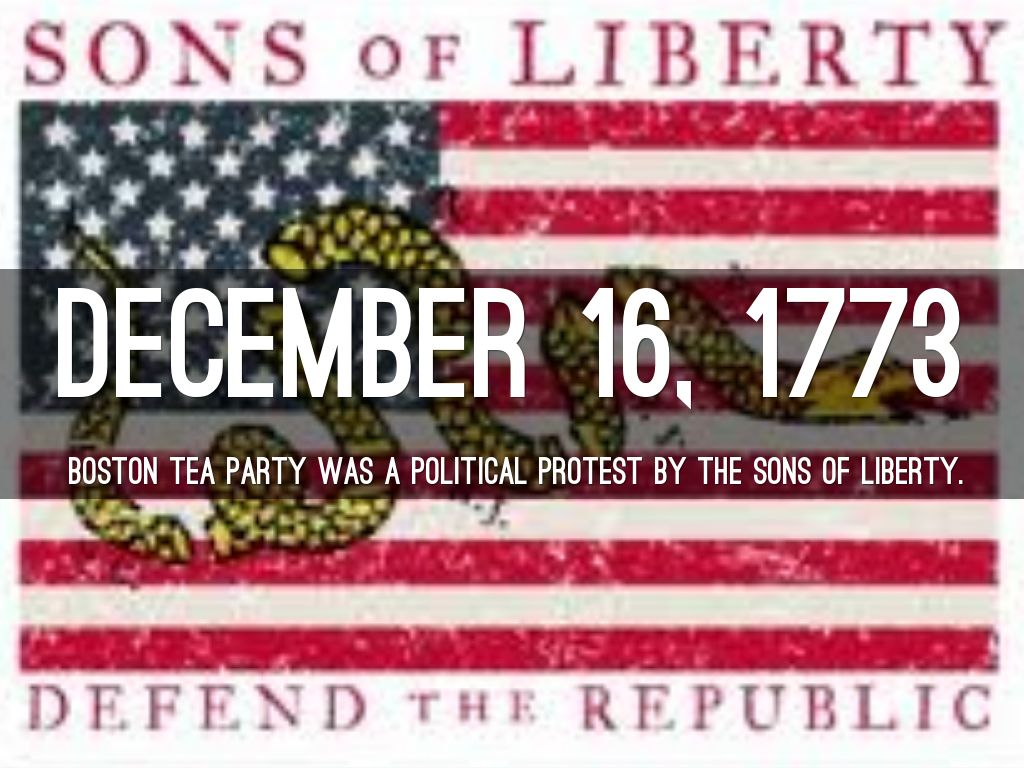 SONS OF LIBERTY
DECEMBER 16, 1773
BOSTON TEA PARTY WAS A POLITICAL PROTEST BY THE SONS OF LIBERTY.
DEFEND THE REPUBLIC